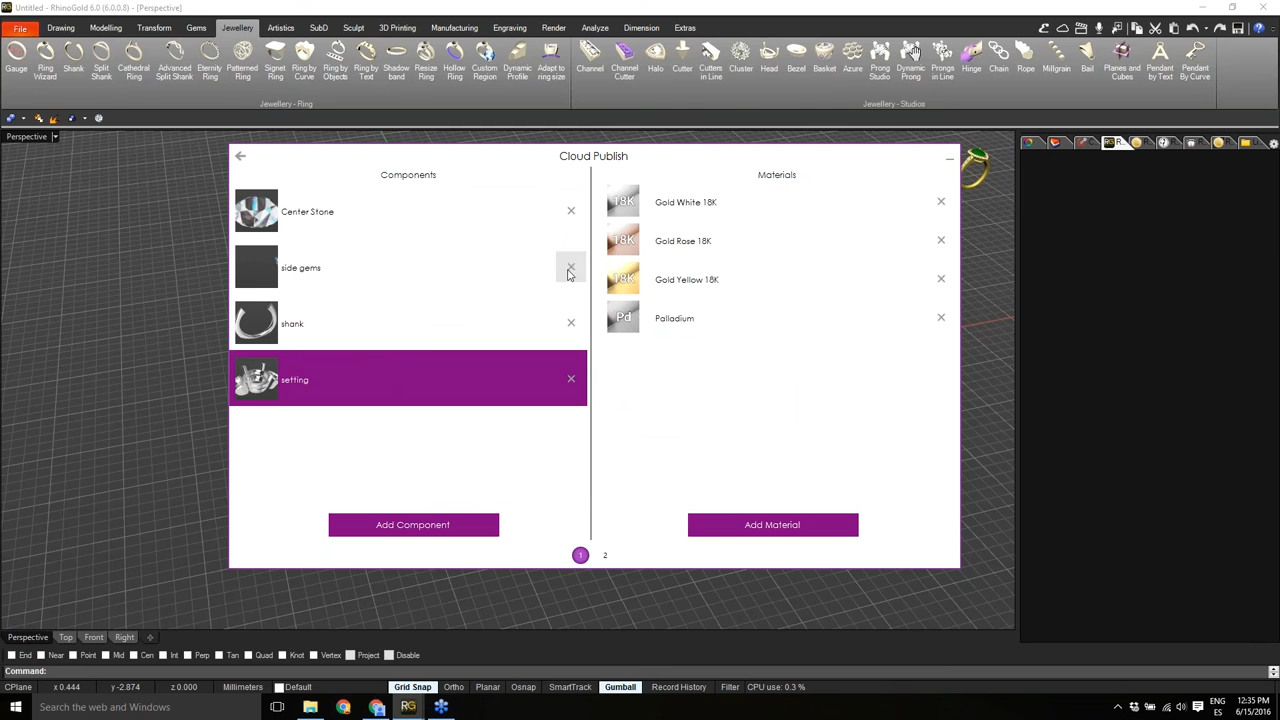 Untitled - RhinoGold 6.0 (6.0.0.8) - [Perspective]
File Drawing Modelling Transform Gems Jewellery Artistics SubD Sculpt 3D Printing Manufacturing Engraving Render Analyze Dimension Extras
Gauge Ring Wizard Shank Split Shank Cathedral Ring Advanced Split Shank Eternity Ring Patterned Ring Signet Ring Ring by Curve Ring by Objects Ring by Text Shadow band Resize Ring Hollow Ring Custom Region Dynamic Profile Adapt to ring size Channel Channel Cutter Halo Cutter Cutters in Line Cluster Head Bezel Basket Azure Prong Studio Dynamic Prong Prongs in Line Hinge Chain Rope Millgrain Bail Planes and Cubes Pendant by Text Pendant By Curve
Jewellery - Ring Jewellery - Studios
Perspective
RG R...
Cloud Publish
Components Materials
Center Stone
18K Gold White 18K
side gems
18K Gold Rose 18K
18K Gold Yellow 18K
shank
Pd Palladium
setting
Add Component Add Material
1 2
Perspective Top Front Right
End Near Point Mid Cen Int Perp Tan Quad Knot Vertex Project Disable
Command:
CPlane x 0.444 y -2.874 z 0.000 Millimeters Default Grid Snap Ortho Planar Osnap SmartTrack Gumball Record History Filter CPU use: 0.3 %
Search the web and Windows
RG
ENG
ES
12:35 PM
6/15/2016